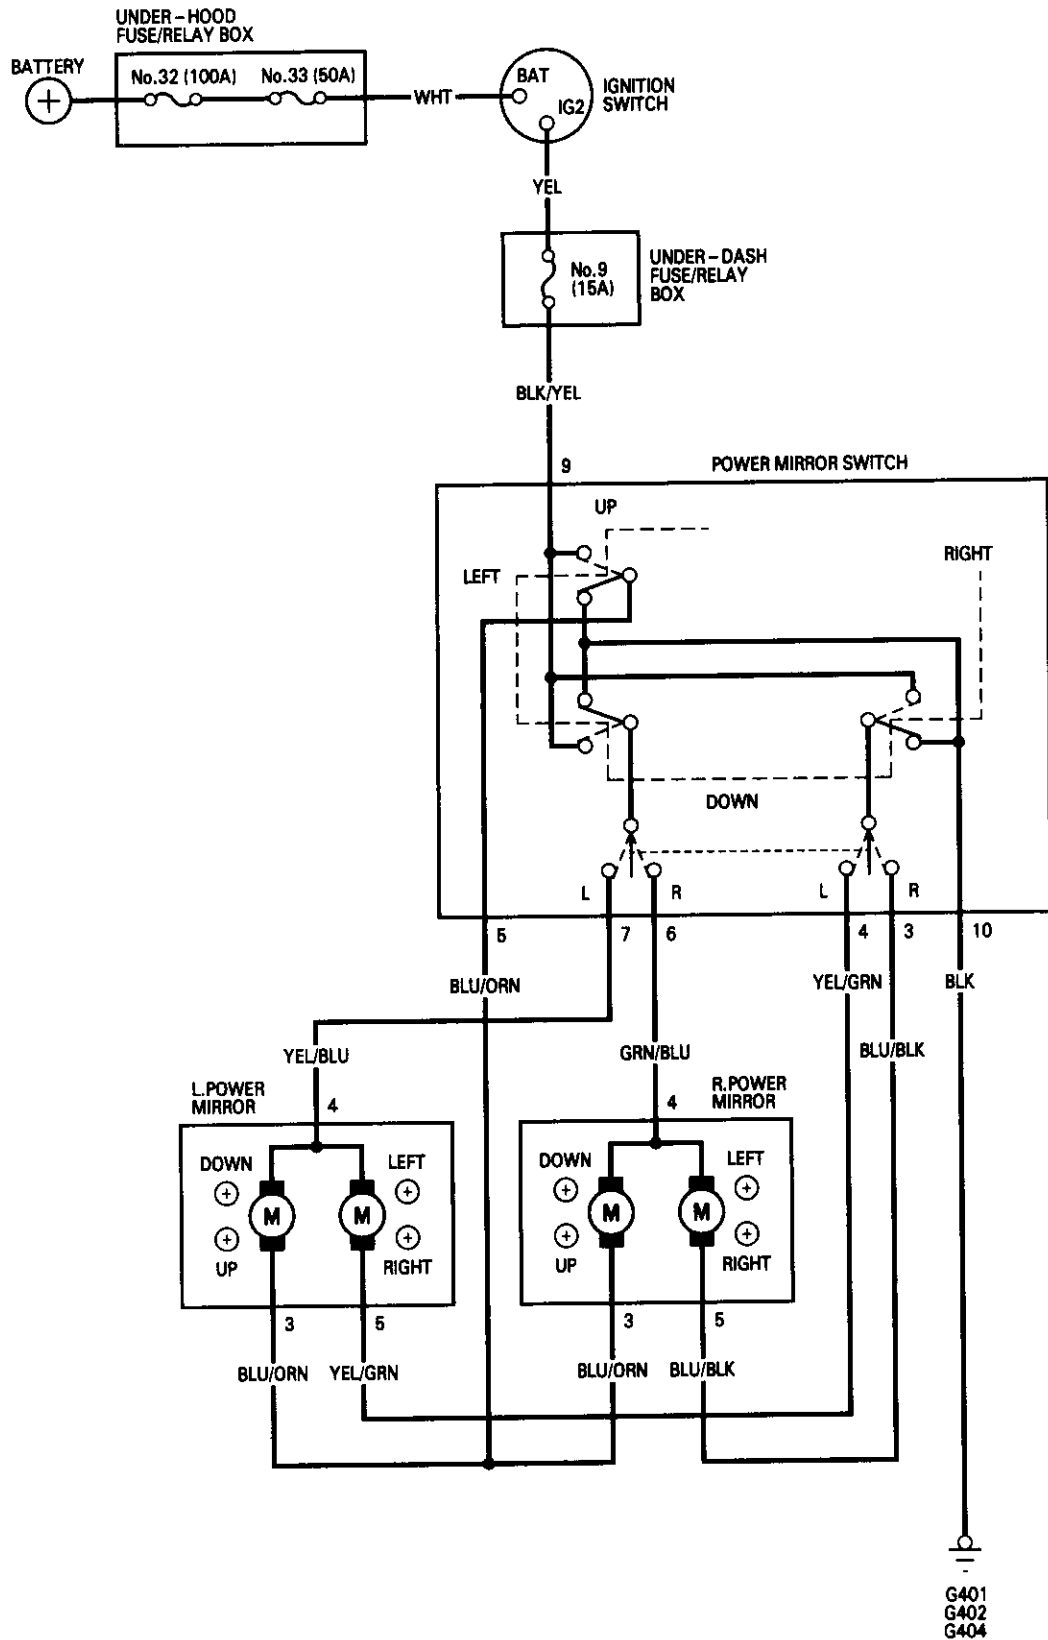 UNDER-HOOD
FUSE/RELAY BOX
BATTERY
No.32 (100A) No.33 (50A)
WHT
BAT
IG2
IGNITION
SWITCH
YEL
No.9
(15A)
UNDER-DASH
FUSE/RELAY
BOX
BLK/YEL
9
POWER MIRROR SWITCH
UP
LEFT
RIGHT
DOWN
L
R
L
R
5
7
6
4
3
10
BLU/ORN
YEL/GRN
BLK
YEL/BLU
GRN/BLU
BLU/BLK
L.POWER
MIRROR
4
R.POWER
MIRROR
4
DOWN
LEFT
M
M
UP
RIGHT
DOWN
LEFT
M
M
UP
RIGHT
3
5
3
5
BLU/ORN
YEL/GRN
BLU/ORN
BLU/BLK
G401
G402
G404